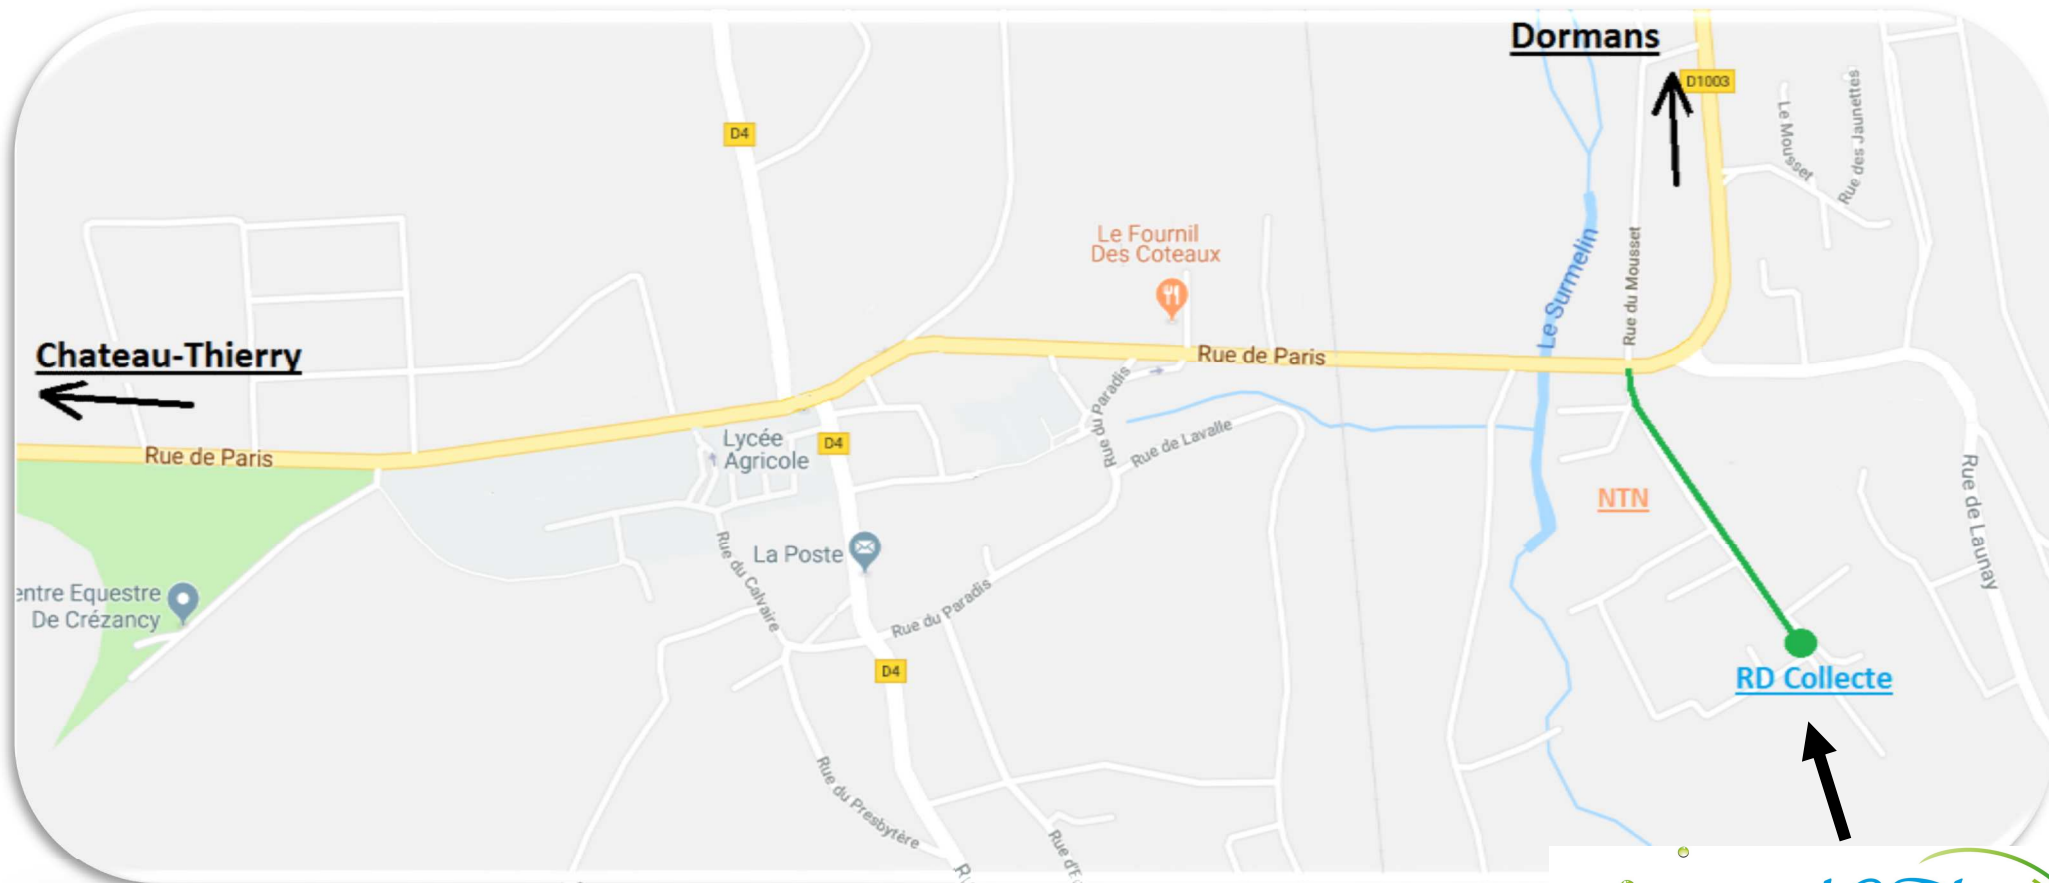 Dormans
D1003
D4
Le Mousset
Rue des Jaunettes
Le Fournil
Des Coteaux
Le Surmelin
Rue du Mousset
Chateau-Thierry
Rue de Paris
Rue de Paris
Lycée
Agricole
D4
Rue du Paradis
Rue de Lavalle
NTN
Rue de Launay
La Poste
Rue du Calvaire
entre Equestre
De Crézancy
Rue du Paradis
D4
RD Collecte
Rue du Presbytère